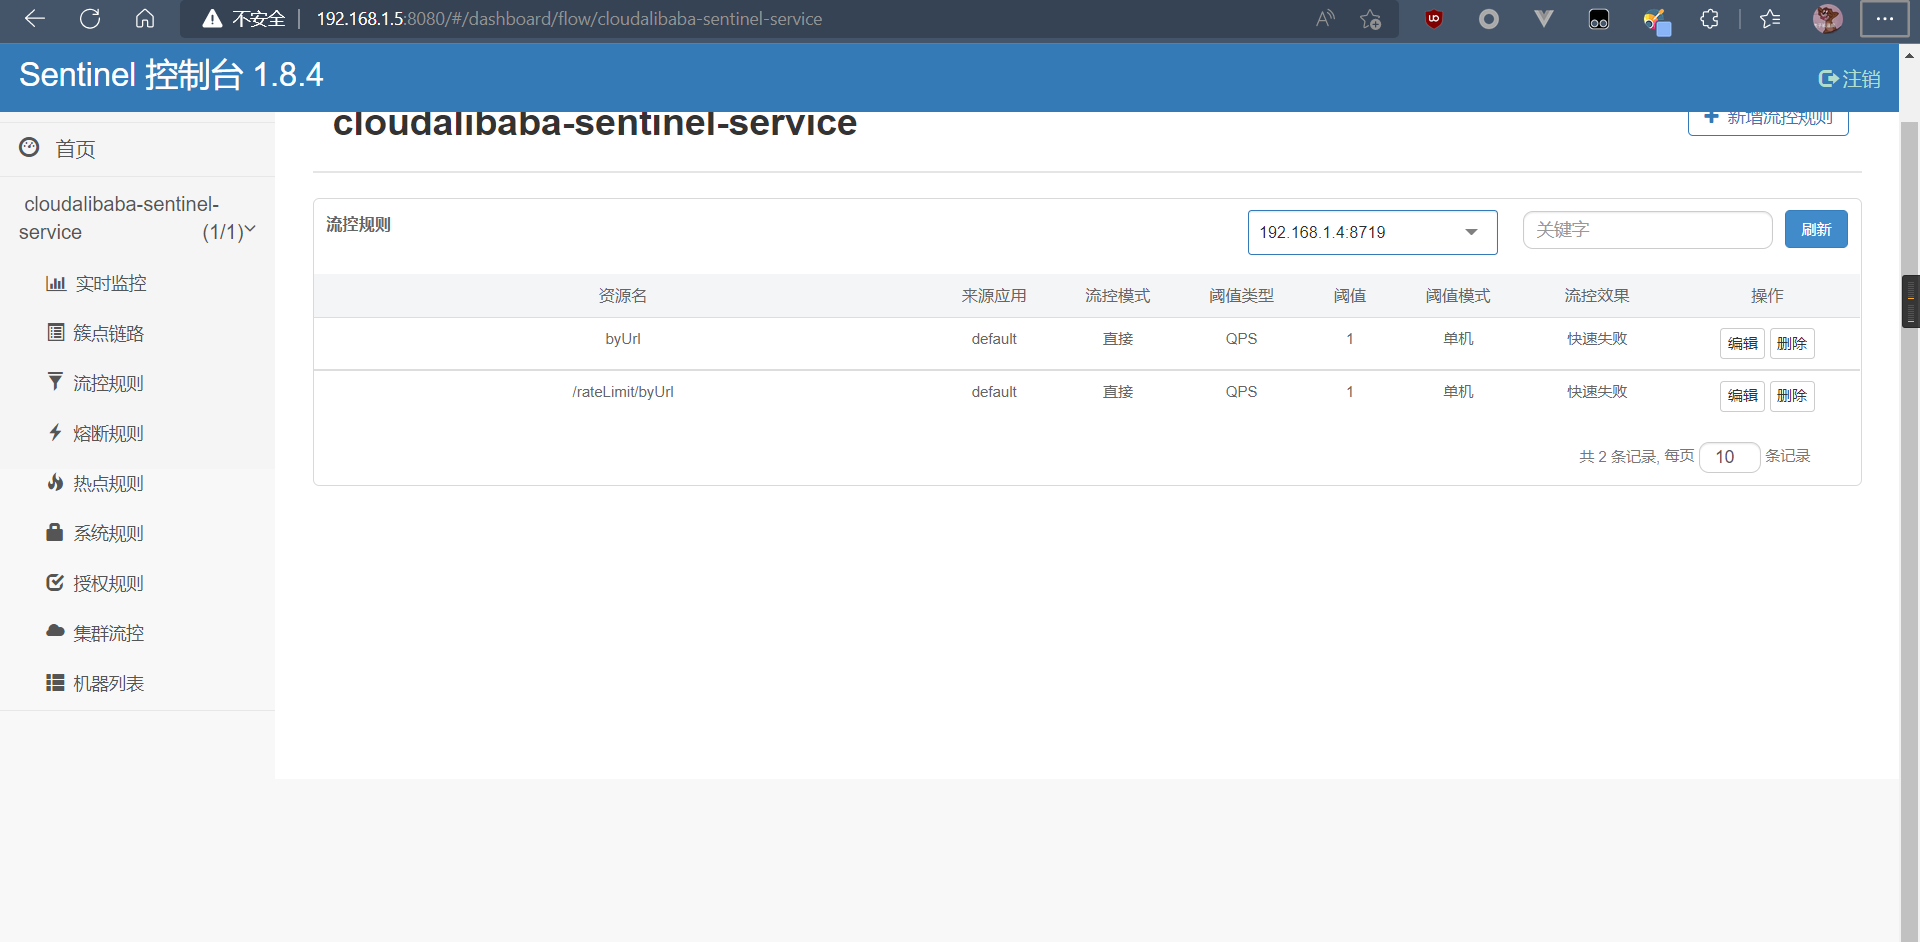 不安全 192.168.1.5:8080/#/dashboard/flow/cloudalibaba-sentinel-service
Sentinel 控制台 1.8.4
注销
cloudalibaba-sentinel-service
新增流控规则
首页
cloudalibaba-sentinel-
service (1/1)
实时监控
簇点链路
流控规则
熔断规则
热点规则
系统规则
授权规则
集群流控
机器列表
流控规则
192.168.1.4:8719
关键字
刷新
资源名 来源应用 流控模式 阈值类型 阈值 阈值模式 流控效果 操作
byUrl default 直接 QPS 1 单机 快速失败 编辑 删除
/rateLimit/byUrl default 直接 QPS 1 单机 快速失败 编辑 删除
共 2 条记录, 每页 10 条记录